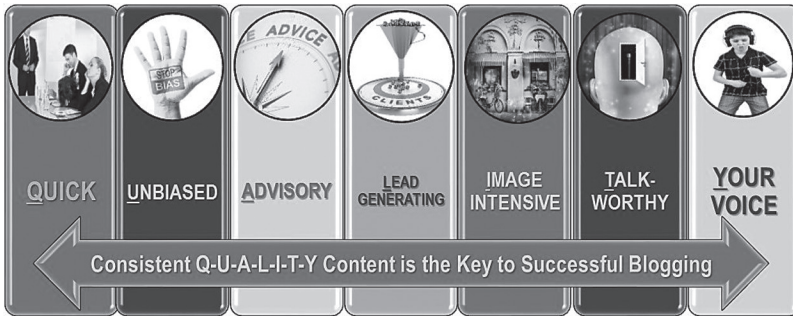 STOP
BIAS
E ADVICE A
CLIENTS
QUICK
UNBIASED
ADVISORY
LEAD
GENERATING
IMAGE
INTENSIVE
TALK-
WORTHY
YOUR
VOICE
Consistent Q-U-A-L-I-T-Y Content is the Key to Successful Blogging